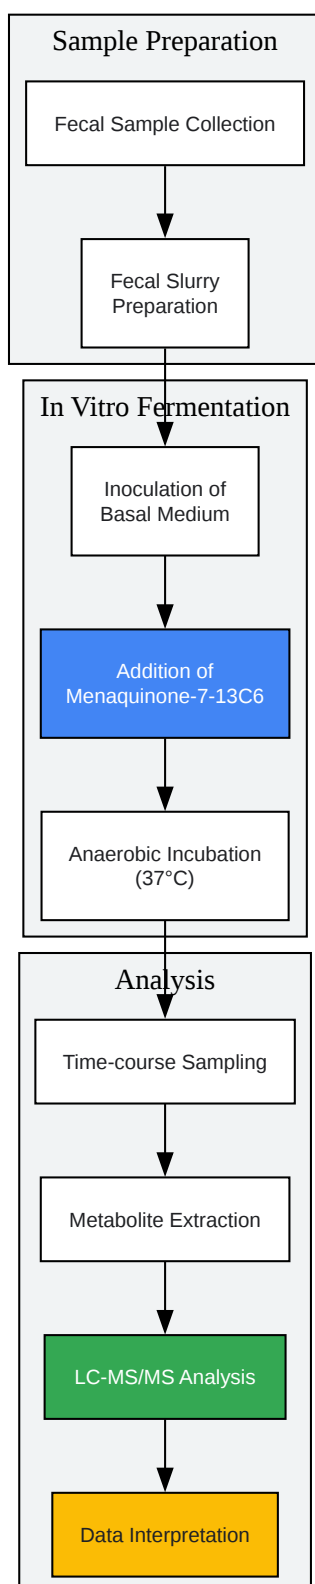 Sample Preparation
Fecal Sample Collection
Fecal Slurry
Preparation
In Vitro Fermentation
Inoculation of
Basal Medium
Addition of
Menaquinone-7-13C6
Anaerobic Incubation
(37°C)
Analysis
Time-course Sampling
Metabolite Extraction
LC-MS/MS Analysis
Data Interpretation